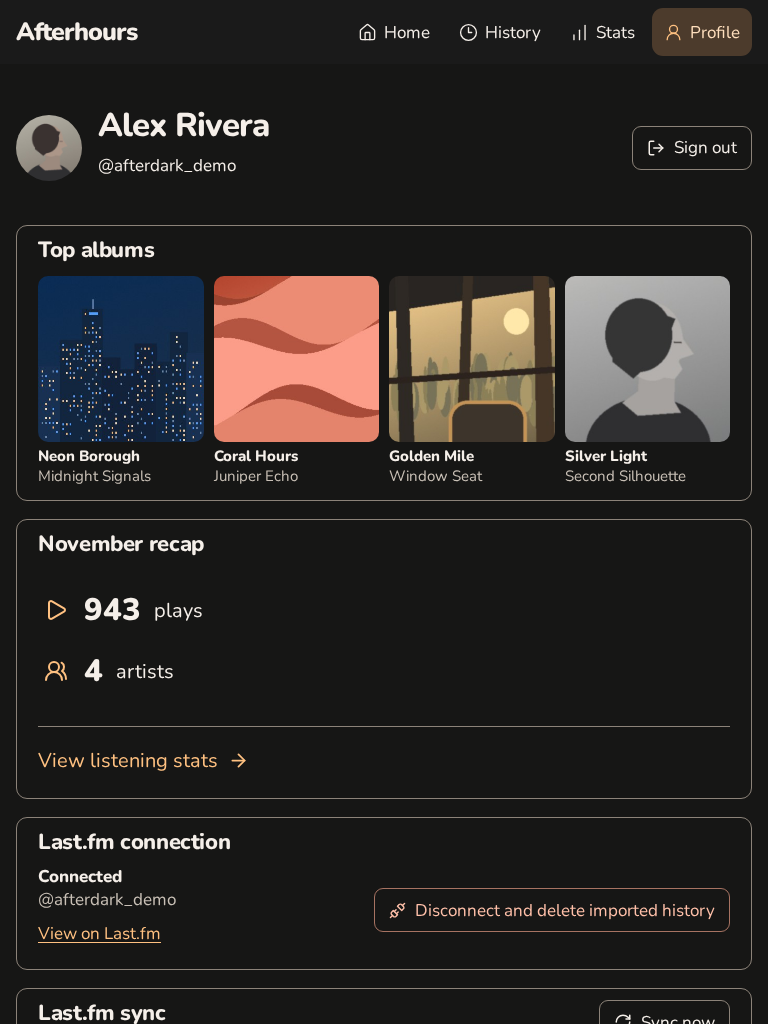 Afterhours
Home
History
Stats
Profile
Alex Rivera
@afterdark_demo
Sign out
Top albums
Neon Borough
Midnight Signals
Coral Hours
Juniper Echo
Golden Mile
Window Seat
Silver Light
Second Silhouette
November recap
943 plays
4 artists
View listening stats
Last.fm connection
Connected
@afterdark_demo
View on Last.fm
Disconnect and delete imported history
Last.fm sync
Sync now